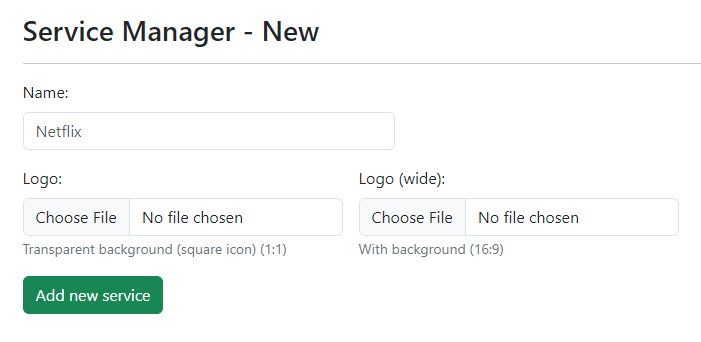 Service Manager - New
Name:
Netflix
Logo: Logo (wide):
Choose File No file chosen Choose File No file chosen
Transparent background (square icon) (1:1) With background (16:9)
Add new service